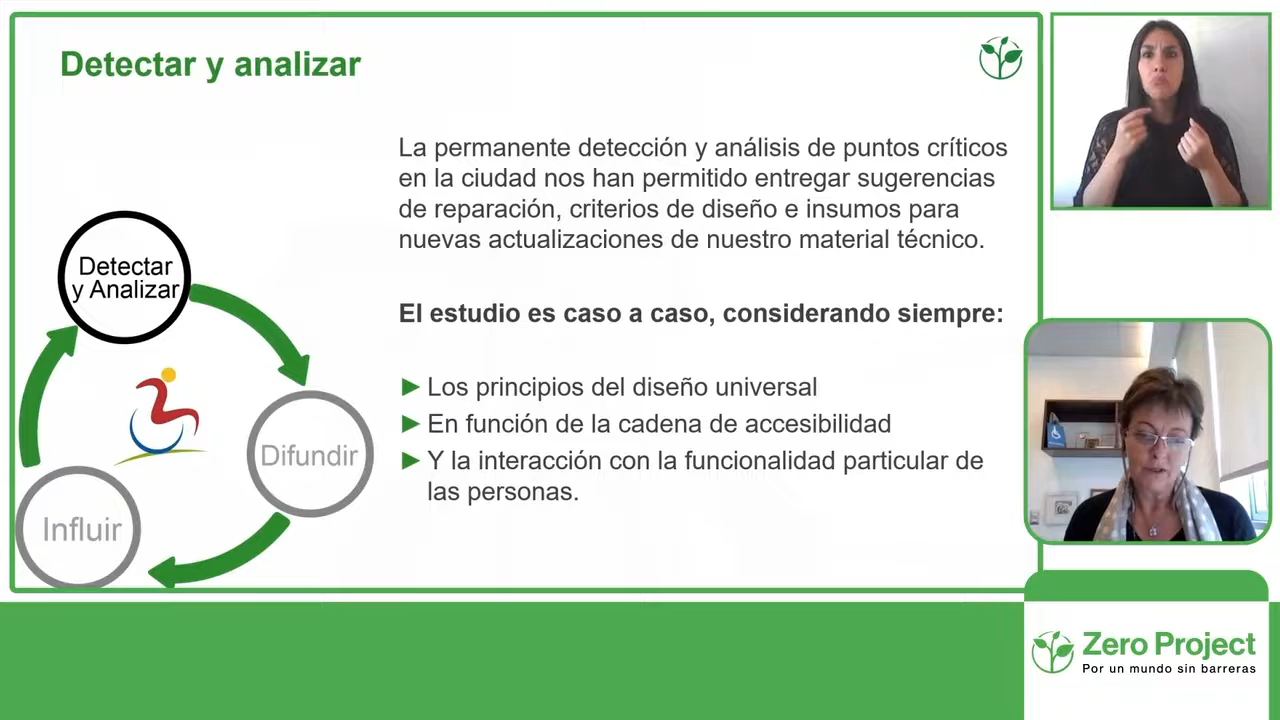 Detectar y analizar
La permanente detección y análisis de puntos críticos
en la ciudad nos han permitido entregar sugerencias
de reparación, criterios de diseño e insumos para
nuevas actualizaciones de nuestro material técnico.
El estudio es caso a caso, considerando siempre:
Los principios del diseño universal
En función de la cadena de accesibilidad
Y la interacción con la funcionalidad particular de
las personas.
Detectar
y Analizar
Difundir
Influir
Zero Project
Por un mundo sin barreras